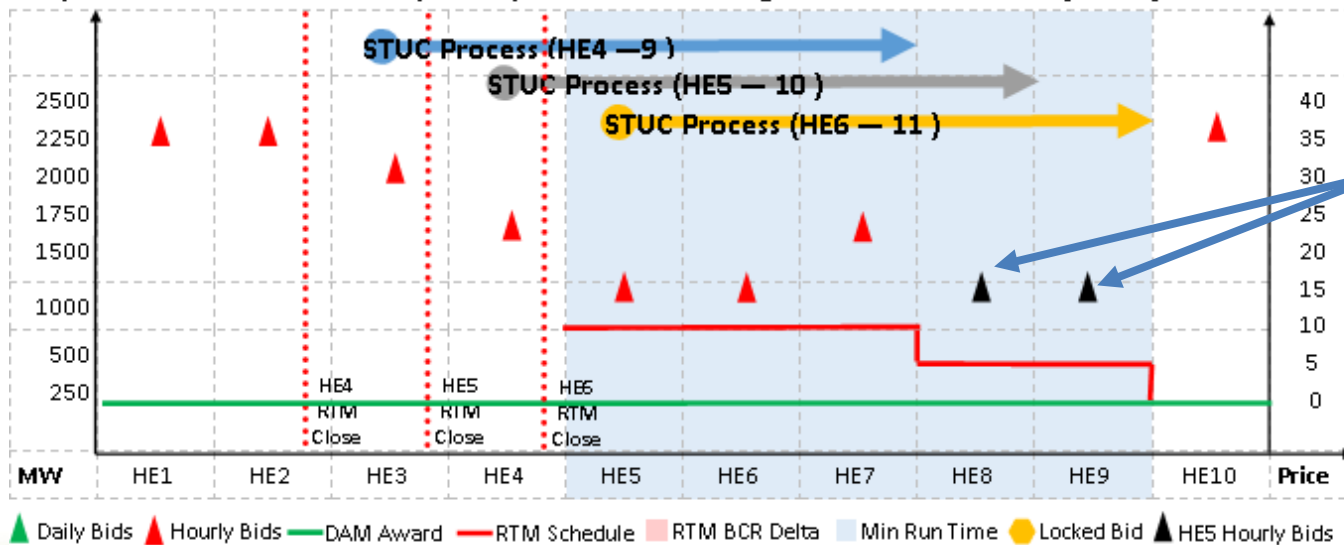 STUC Process (HE4 —9 )
STUC Process (HE5 — 10 )
STUC Process (HE6 — 11 )
2500 40
2250 35
2000 30
1750 25
1500 20
15
1000
10
500
5
250
0
HE4 RTM Close
HE5 RTM Close
HE6 RTM Close
MW HE1 HE2 HE3 HE4 HE5 HE6 HE7 HE8 HE9 HE10 Price
Daily Bids Hourly Bids DAM Award RTM Schedule RTM BCR Delta Min Run Time Locked Bid HE5 Hourly Bids